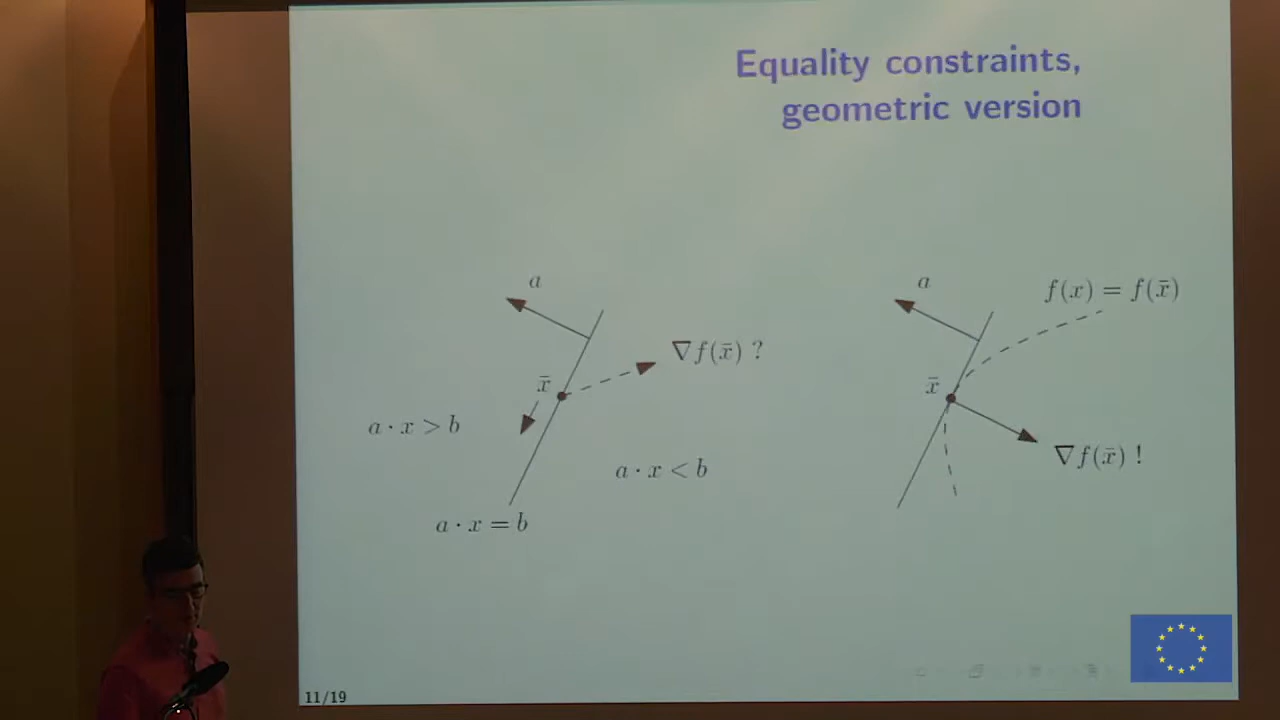 Equality constraints,
geometric version
a
∇f(x̄) ?
x̄
a · x > b
a · x < b
a · x = b
a
f(x) = f(x̄)
x̄
∇f(x̄) !
11/19